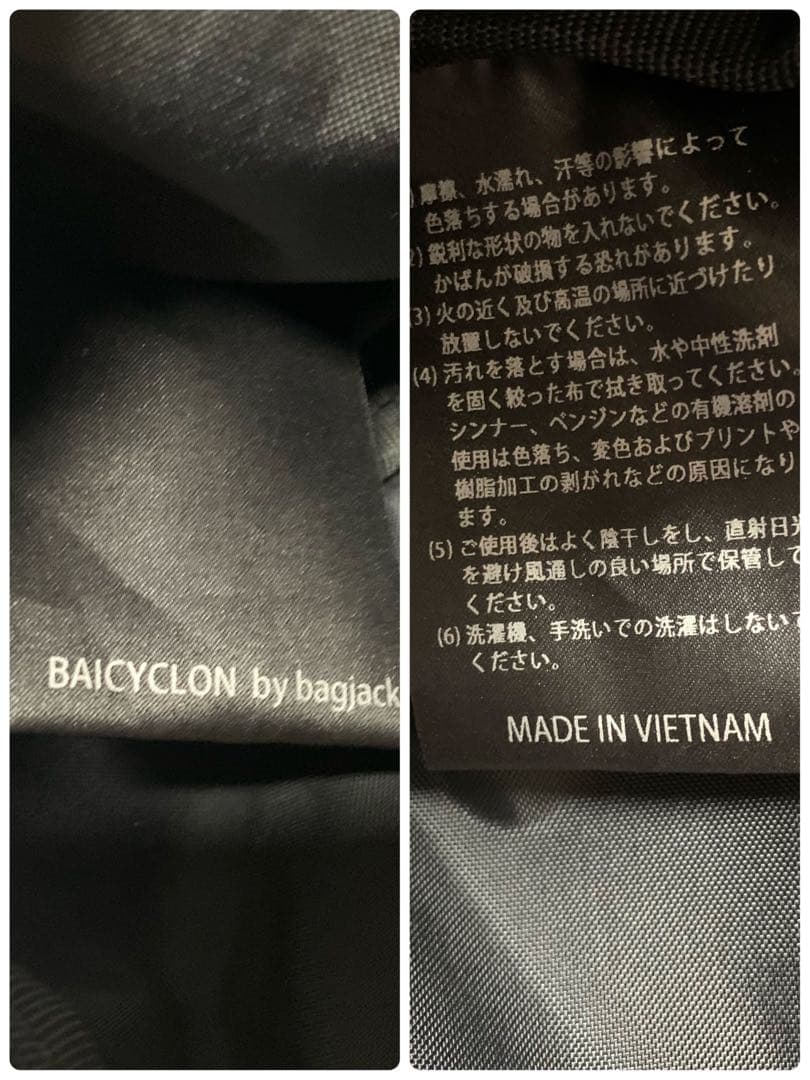 BAICYCLON by bagjack
) 摩擦、水濡れ、汗等の影響によって
色落ちする場合があります。
2) 鋭利な形状の物を入れないでください。
かばんが破損する恐れがあります。
(3) 火の近く及び高温の場所に近づけたり
放置しないでください。
(4) 汚れを落とす場合は、水や中性洗剤
を固く絞った布で拭き取ってください。
シンナー、ベンジンなどの有機溶剤の
使用は色落ち、変色およびプリントや
樹脂加工の剥がれなどの原因になり
ます。
(5) ご使用後はよく陰干しをし、直射日光
を避け風通しの良い場所で保管して
ください。
(6) 洗濯機、手洗いでの洗濯はしないで
ください。
MADE IN VIETNAM